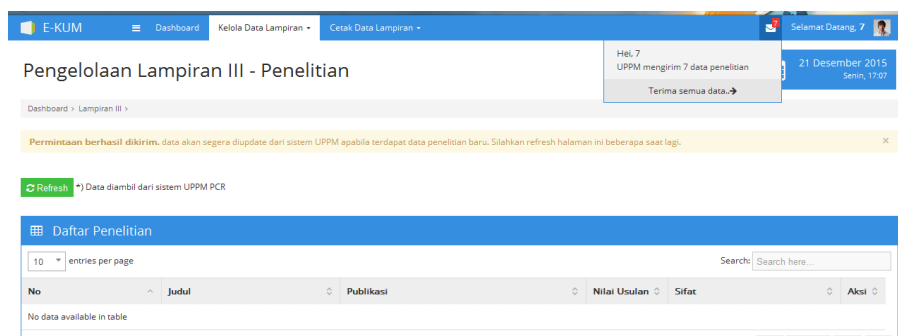 E-KUM
Dashboard
Kelola Data Lampiran
Cetak Data Lampiran
7
Selamat Datang, 7
Hei, 7
UPPM mengirim 7 data penelitian
Terima semua data..
Pengelolaan Lampiran III - Penelitian
21 Desember 2015
Senin, 17:07
Dashboard > Lampiran III >
Permintaan berhasil dikirim. data akan segera diupdate dari sistem UPPM apabila terdapat data penelitian baru. Silahkan refresh halaman ini beberapa saat lagi. ×
Refresh *) Data diambil dari sistem UPPM PCR
Daftar Penelitian
10 entries per page
Search: Search here...
No Judul Publikasi Nilai Usulan Sifat Aksi
No data available in table